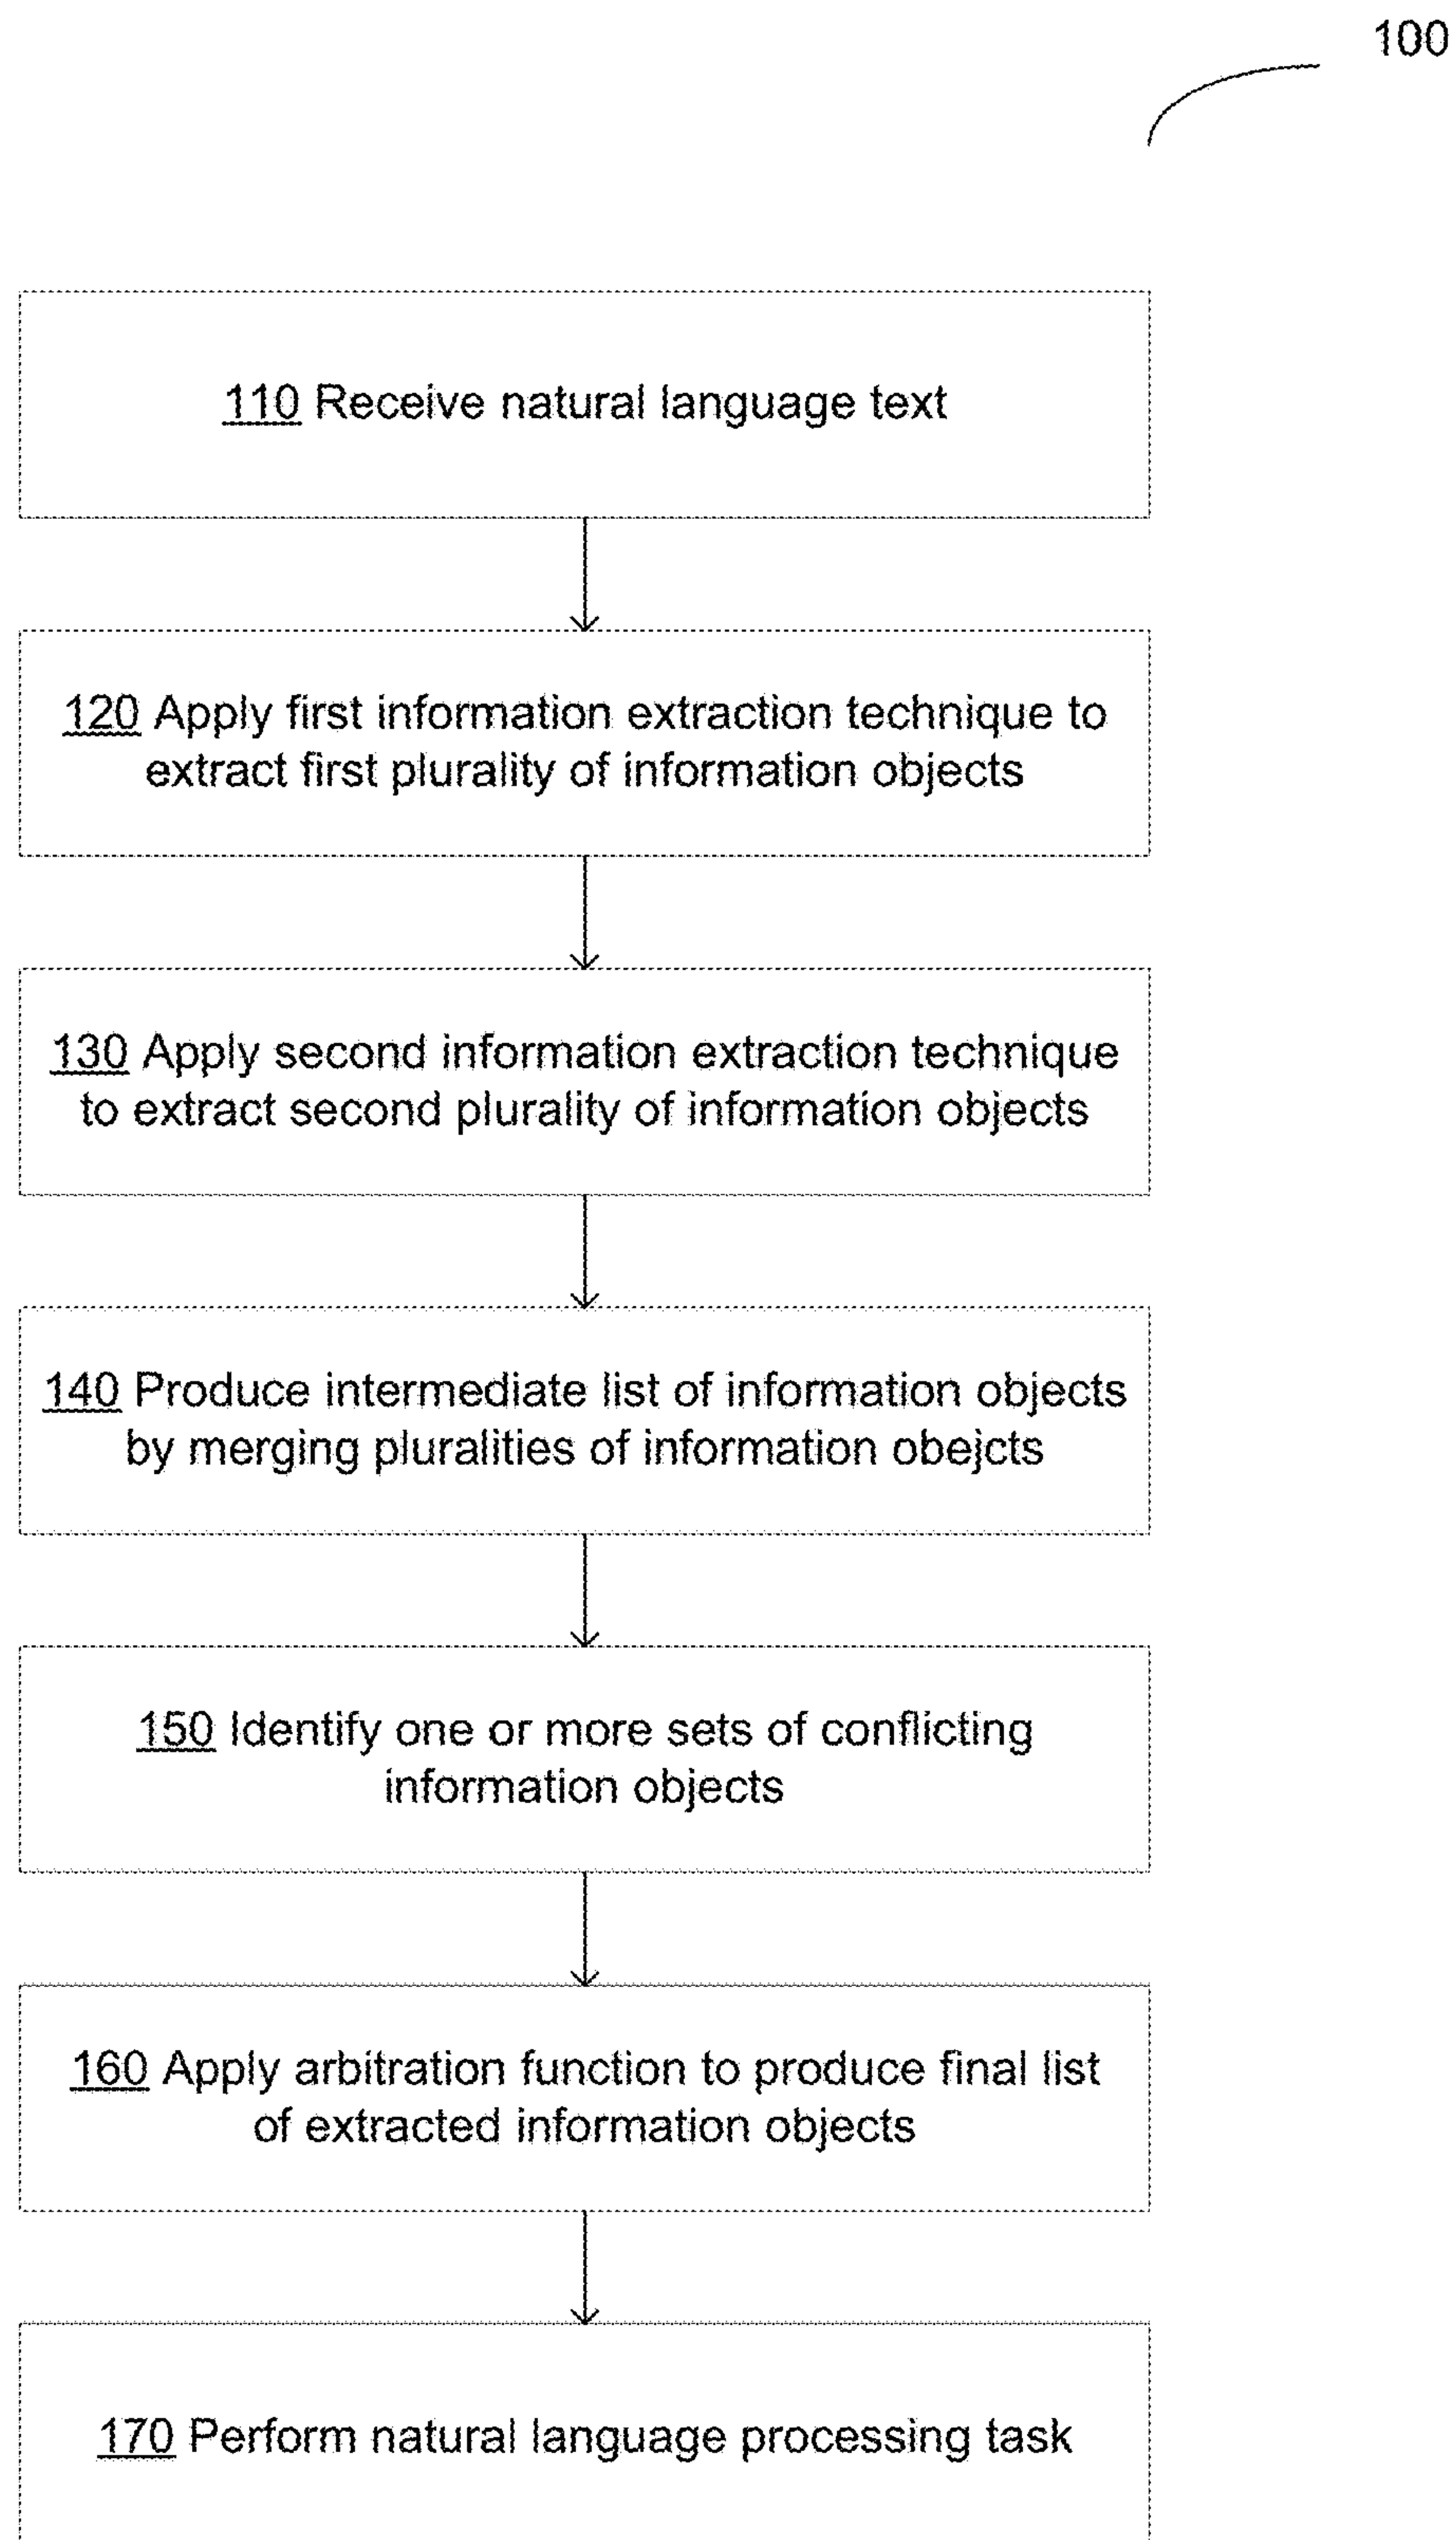 100
110 Receive natural language text
120 Apply first information extraction technique to
extract first plurality of information objects
130 Apply second information extraction technique
to extract second plurality of information objects
140 Produce intermediate list of information objects
by merging pluralities of information obejcts
150 Identify one or more sets of conflicting
information objects
160 Apply arbitration function to produce final list
of extracted information objects
170 Perform natural language processing task